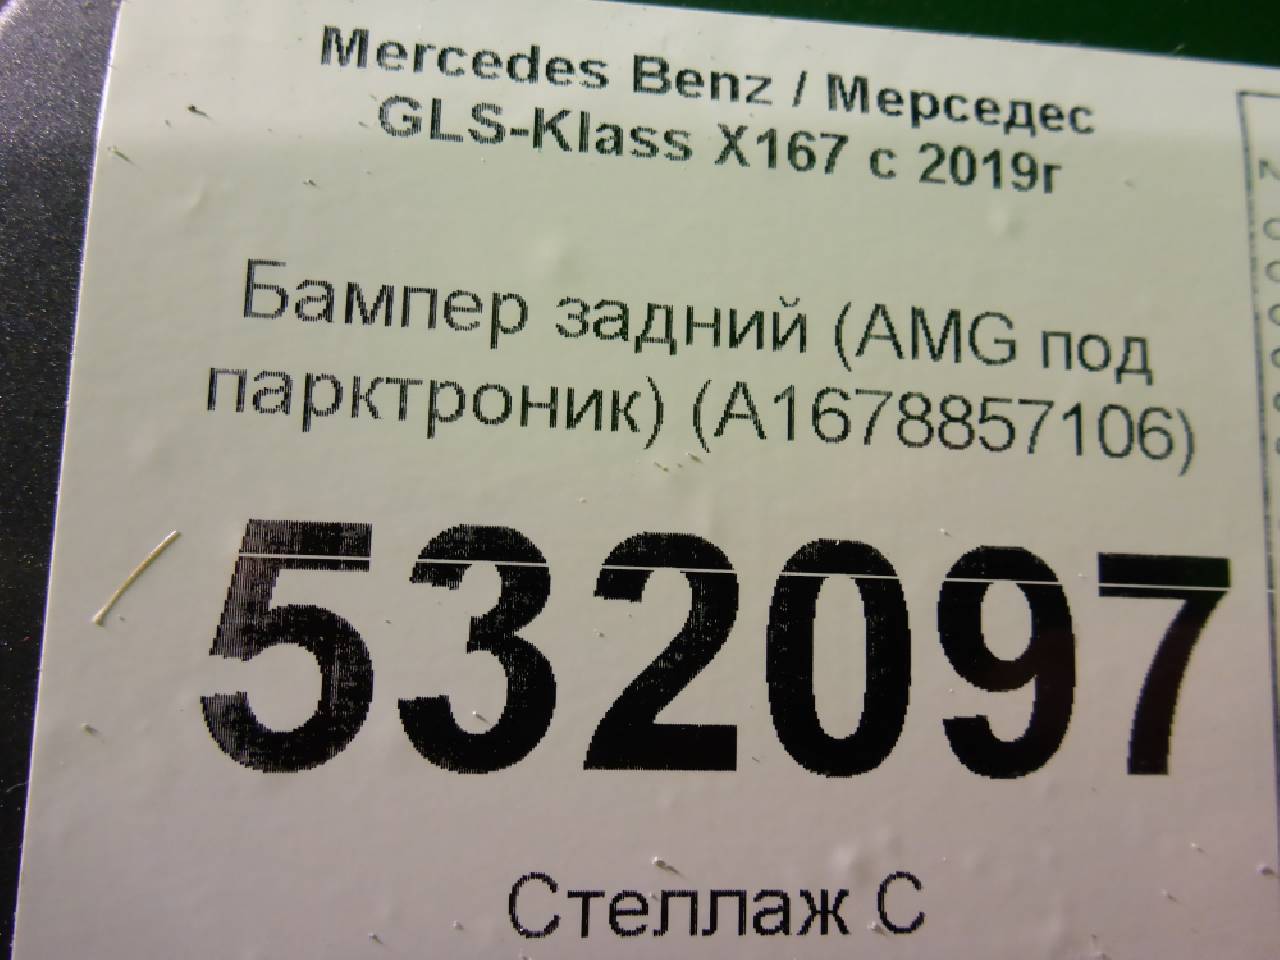 Mercedes Benz / Мерседес
GLS-Klass X167 с 2019г
Бампер задний (AMG под
парктроник) (A1678857106)
532097
Стеллаж С